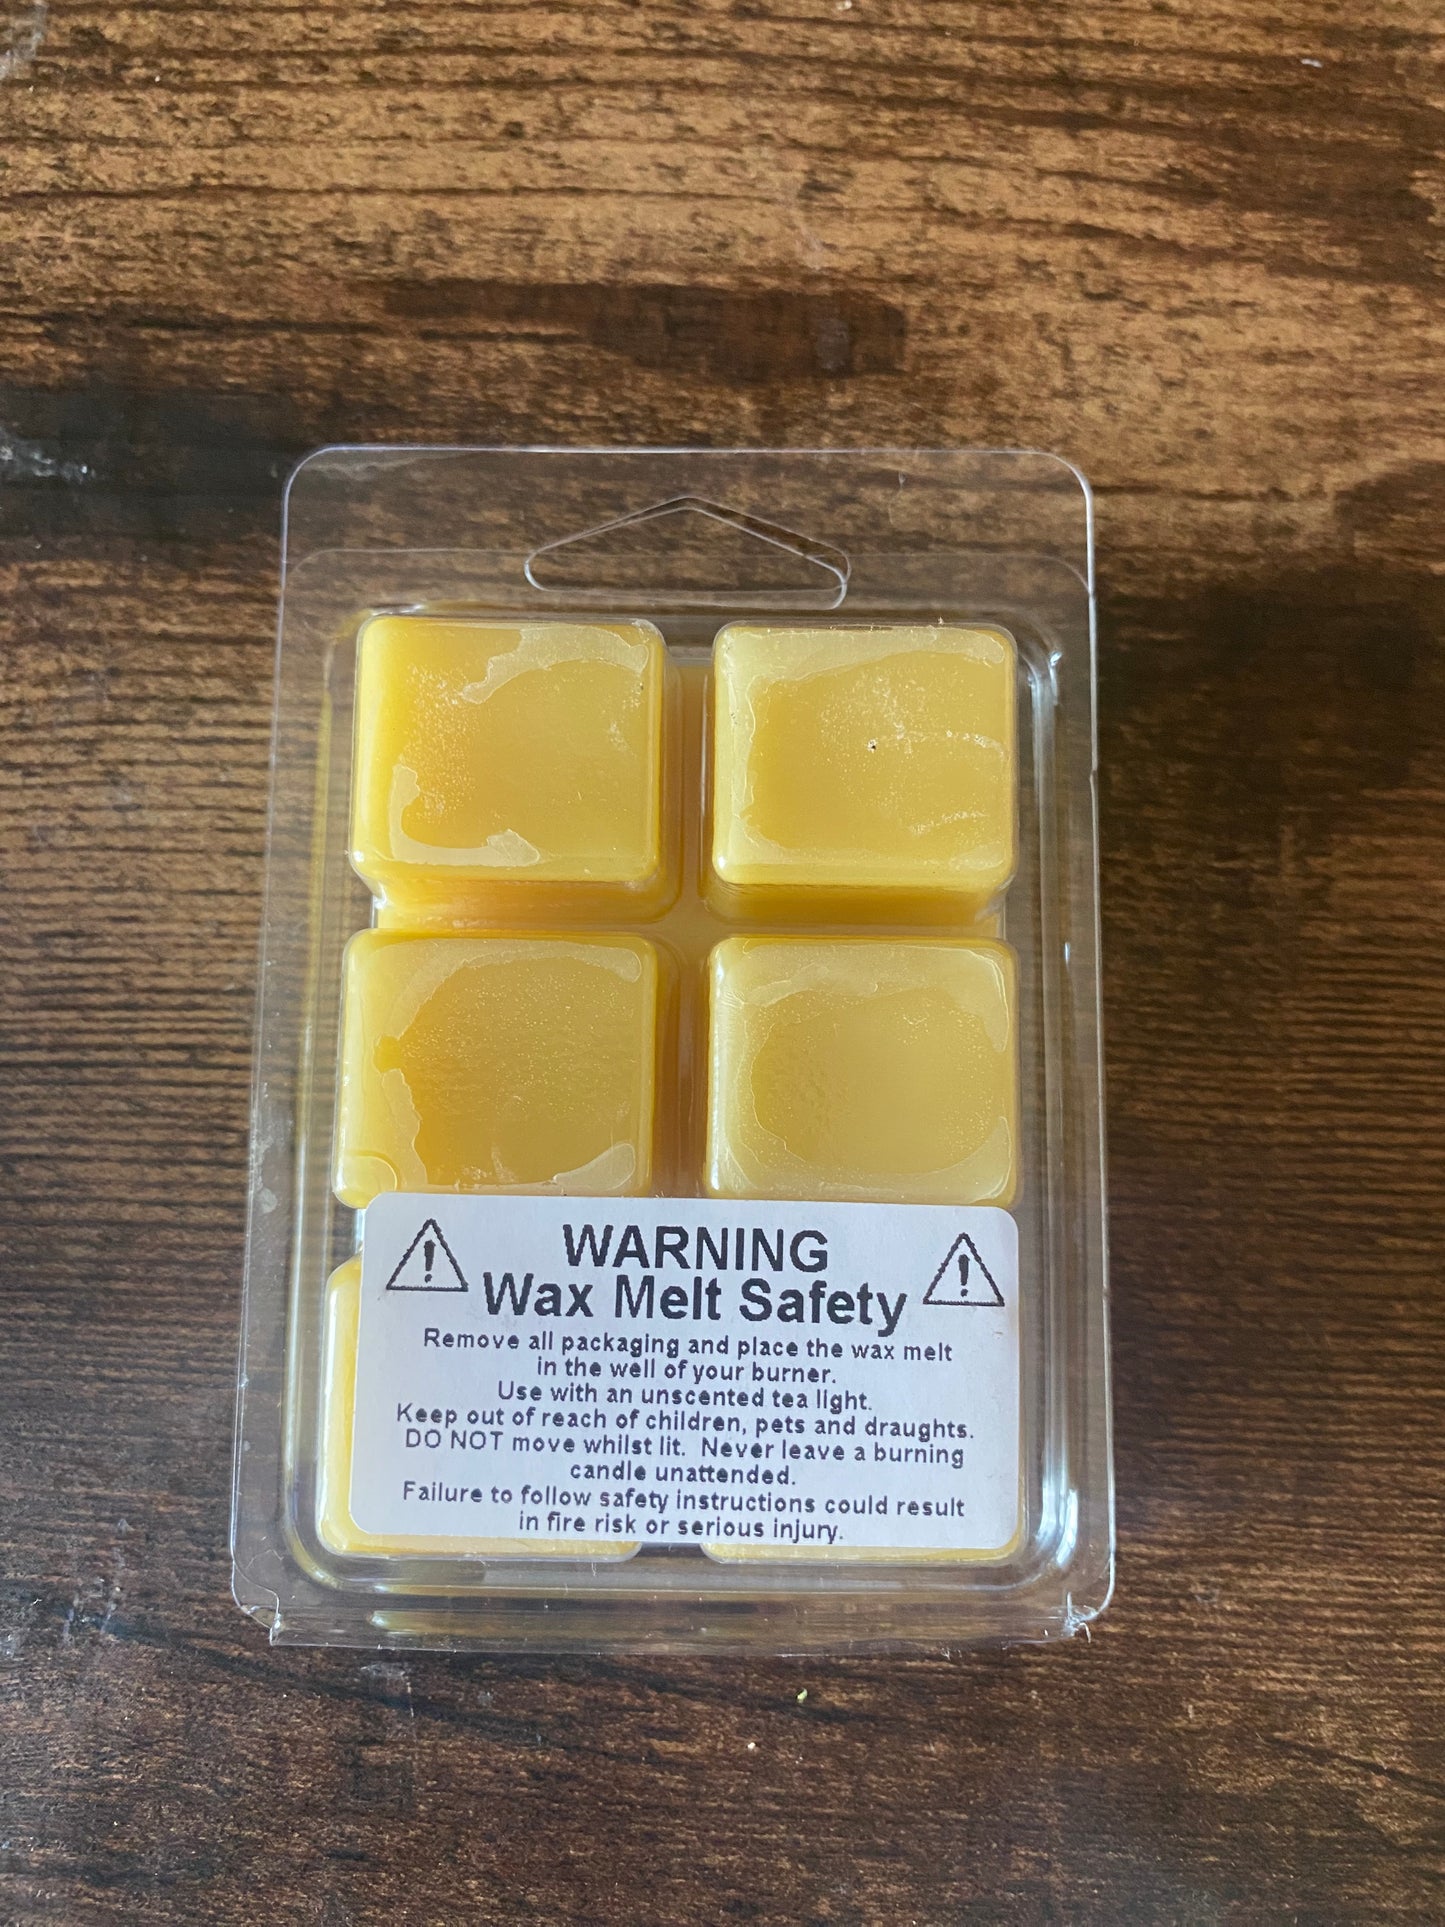 WARNING
Wax Melt Safety
Remove all packaging and place the wax melt
in the well of your burner.
Use with an unscented tea light.
Keep out of reach of children, pets and draughts.
DO NOT move whilst lit. Never leave a burning
candle unattended.
Failure to follow safety instructions could result
in fire risk or serious injury.